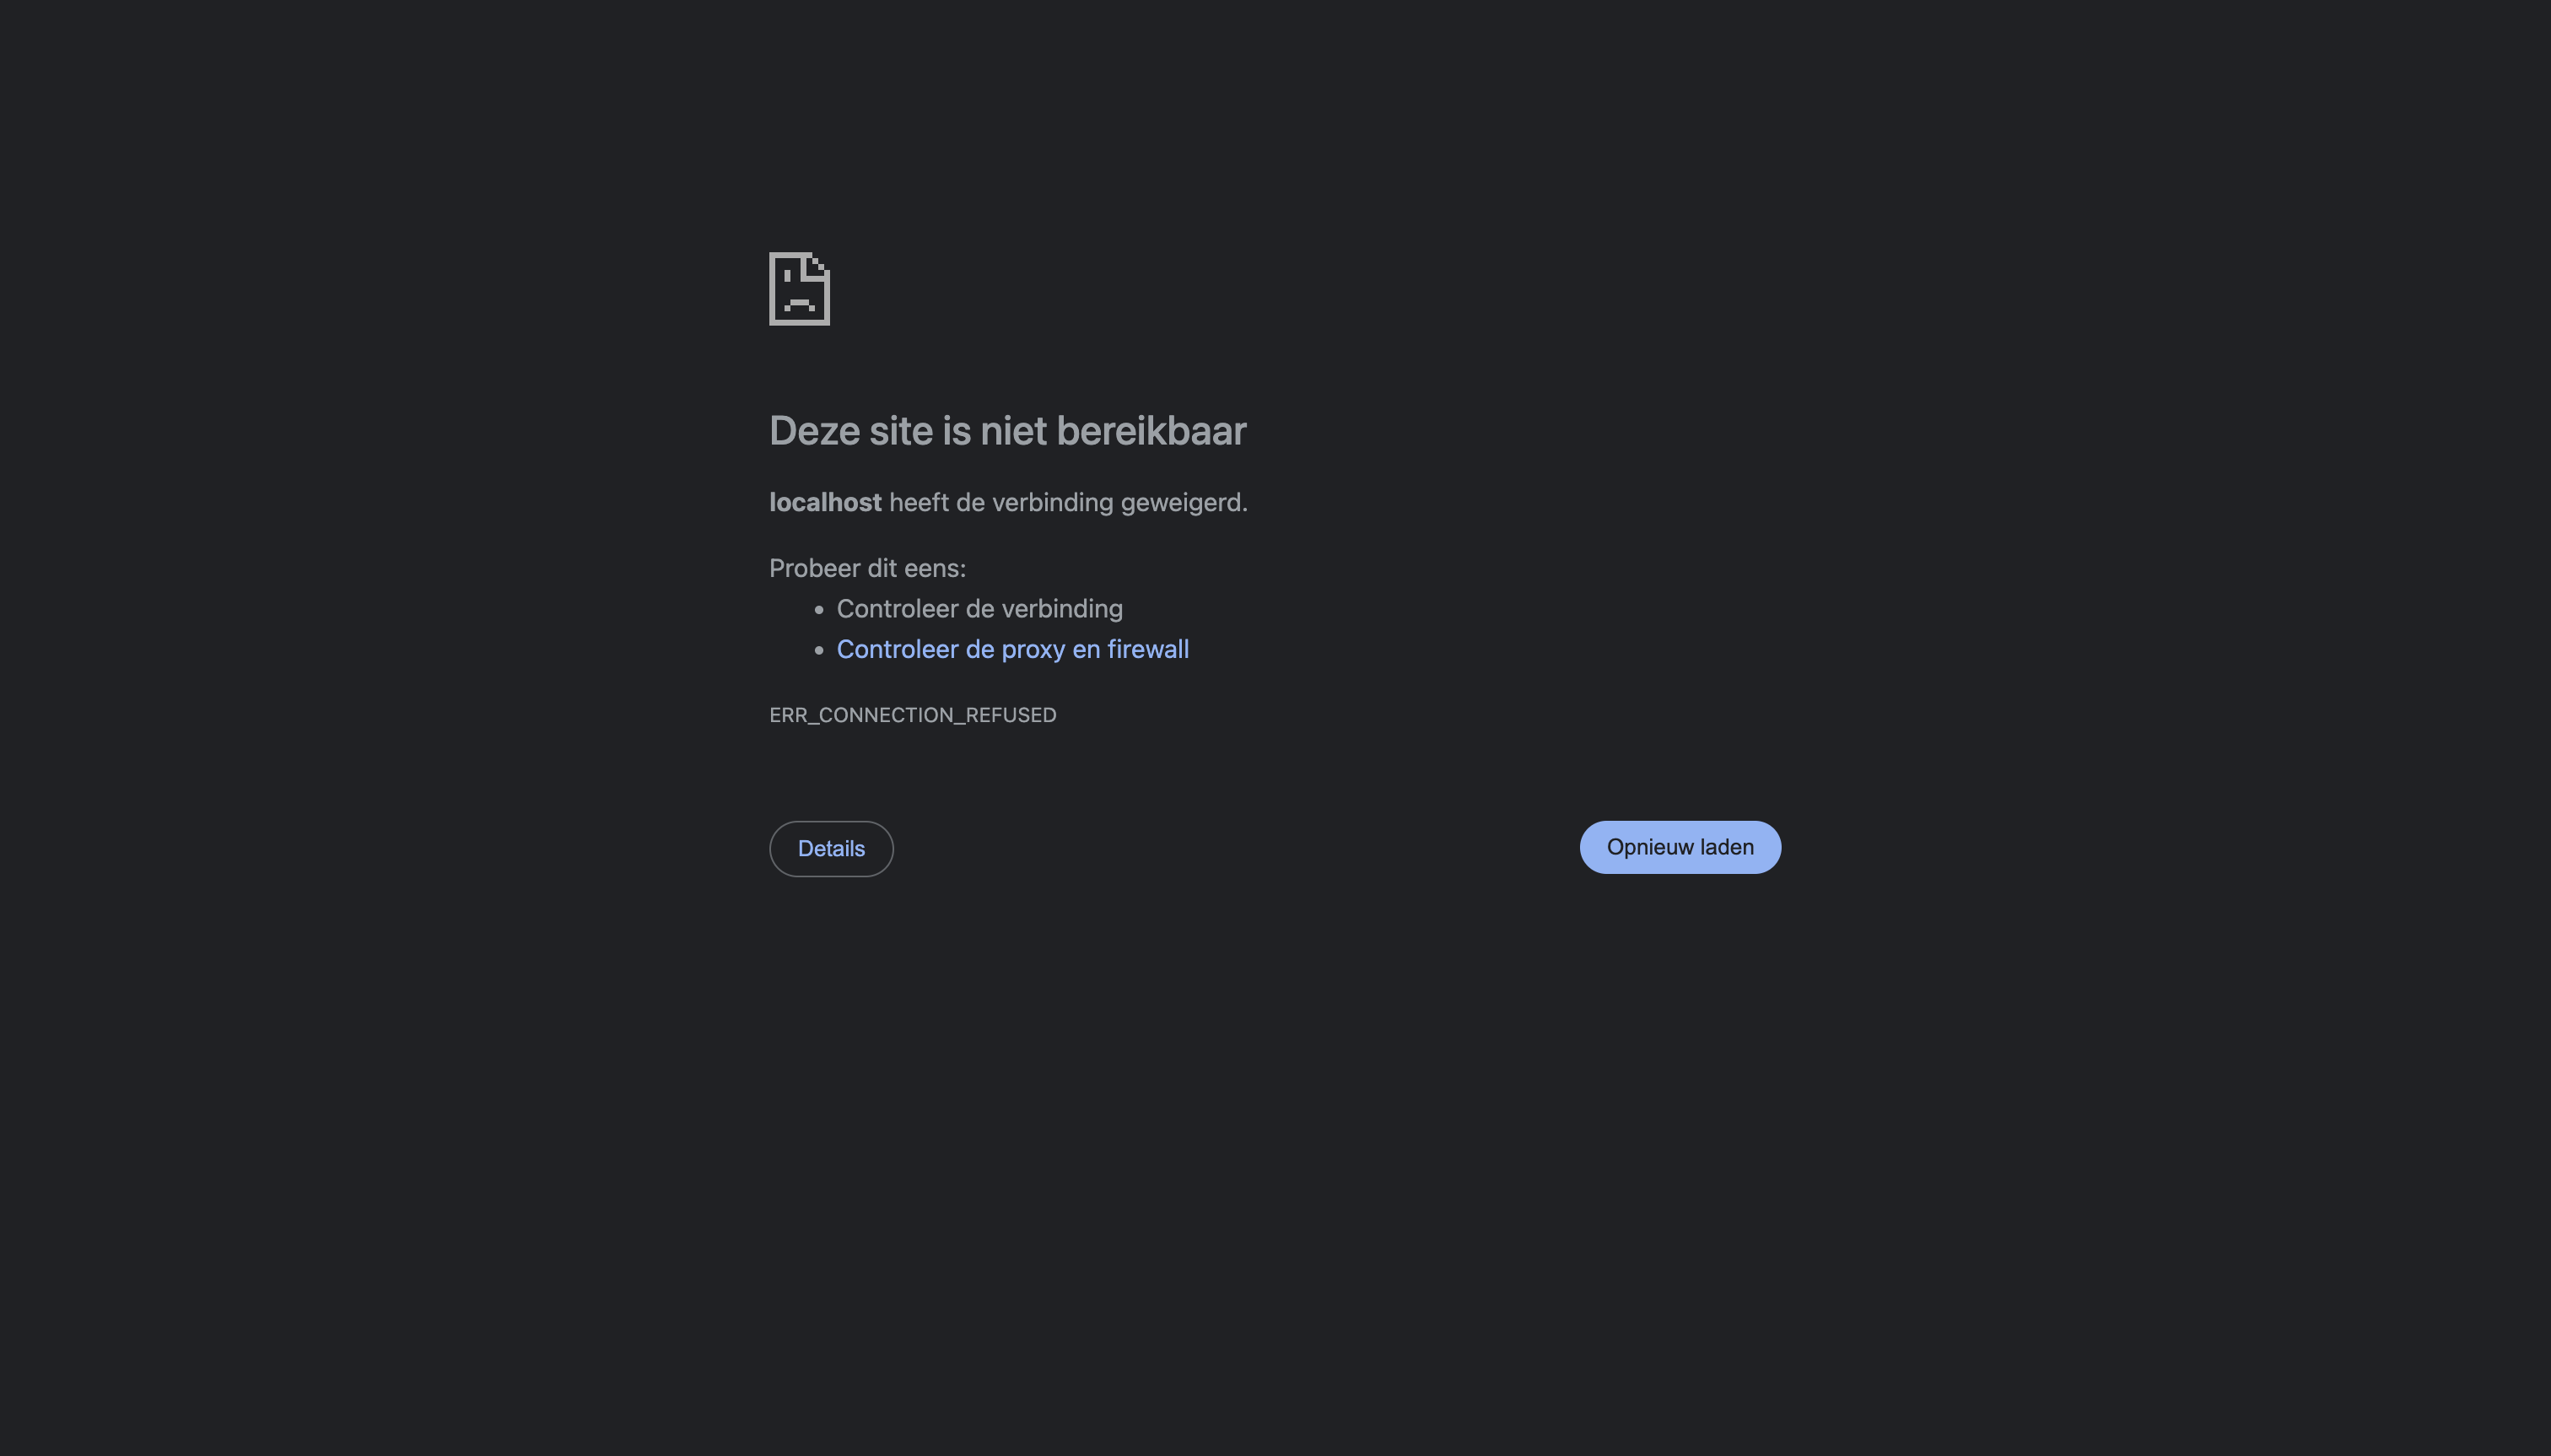 Deze site is niet bereikbaar
localhost heeft de verbinding geweigerd.
Probeer dit eens:
Controleer de verbinding
Controleer de proxy en firewall
ERR_CONNECTION_REFUSED
Details
Opnieuw laden